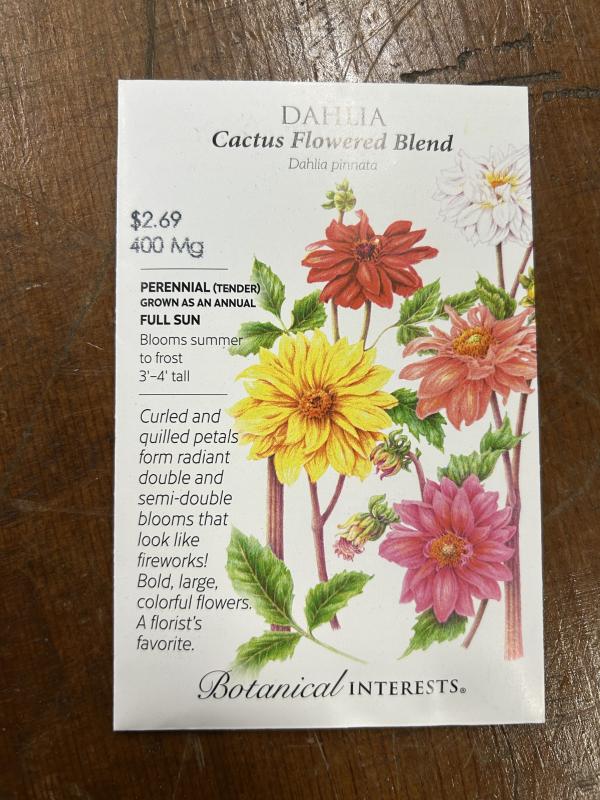 DAHLIA
Cactus Flowered Blend
Dahlia pinnata
$2.69
400 Mg
PERENNIAL (TENDER)
GROWN AS AN ANNUAL
FULL SUN
Blooms summer
to frost
3'–4' tall
Curled and
quilled petals
form radiant
double and
semi-double
blooms that
look like
fireworks!
Bold, large,
colorful flowers.
A florist's
favorite.
Botanical INTERESTS®